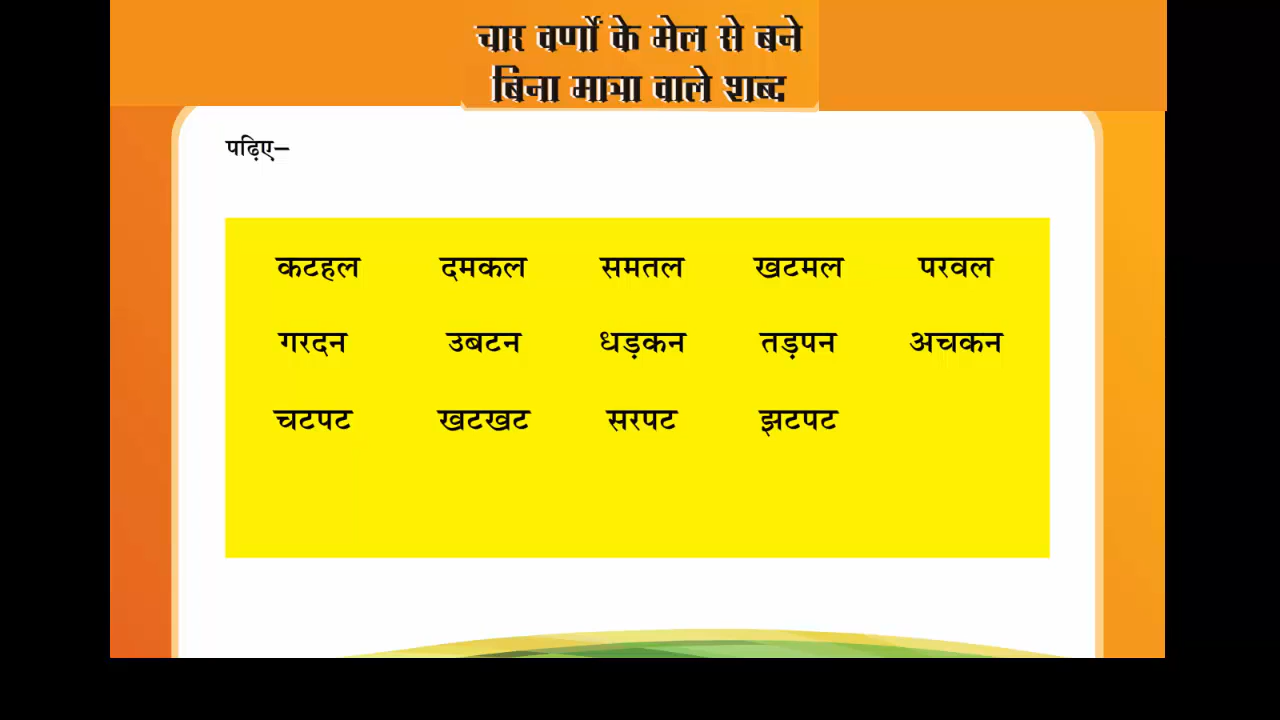 चार वर्णों के मेल से बने
बिना मात्रा वाले शब्द
पढ़िए–
कटहल दमकल समतल खटमल परवल
गरदन उबटन धड़कन तड़पन अचकन
चटपट खटखट सरपट झटपट